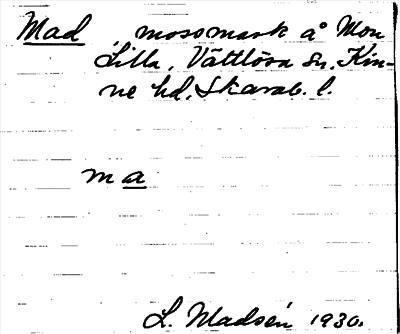 Mad, mossmark å Mon
Lilla, Vättlösa sn. Kin-
ne hd, Skarab. l.
ma
L. Madsén 1930.